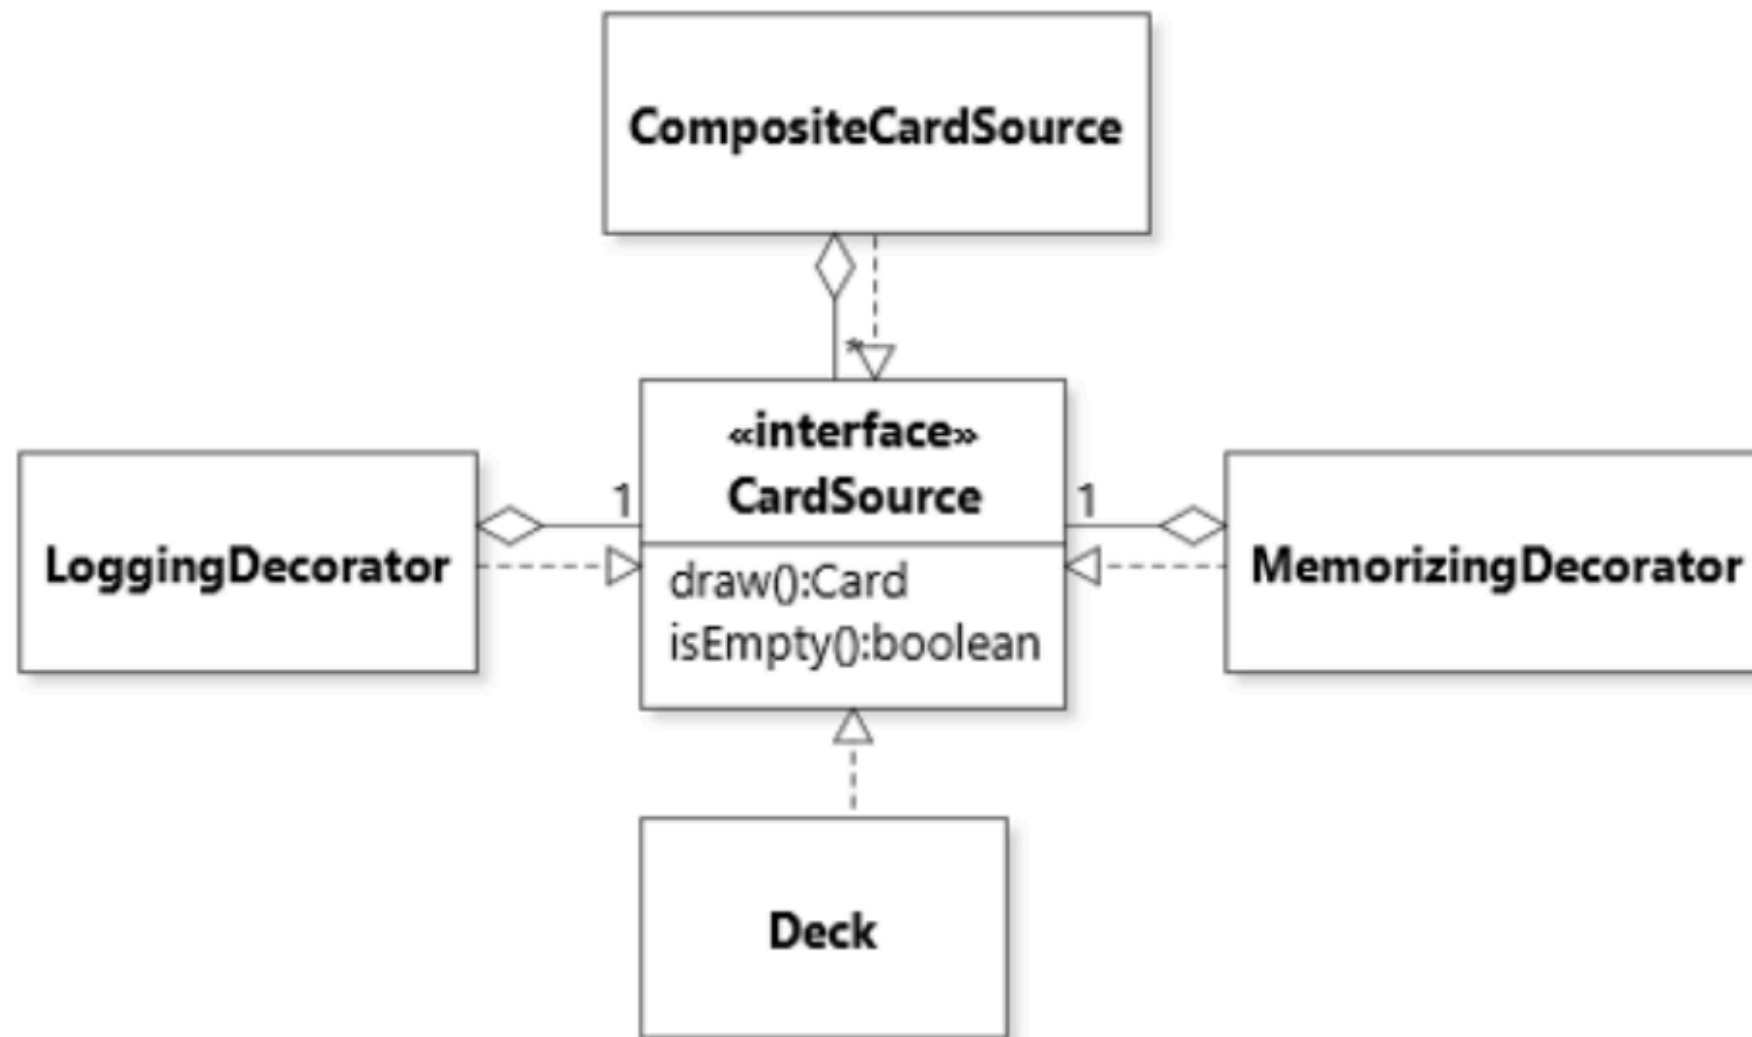 CompositeCardSource
*
«interface»
CardSource
1
1
LoggingDecorator
draw():Card
isEmpty():boolean
MemorizingDecorator
Deck